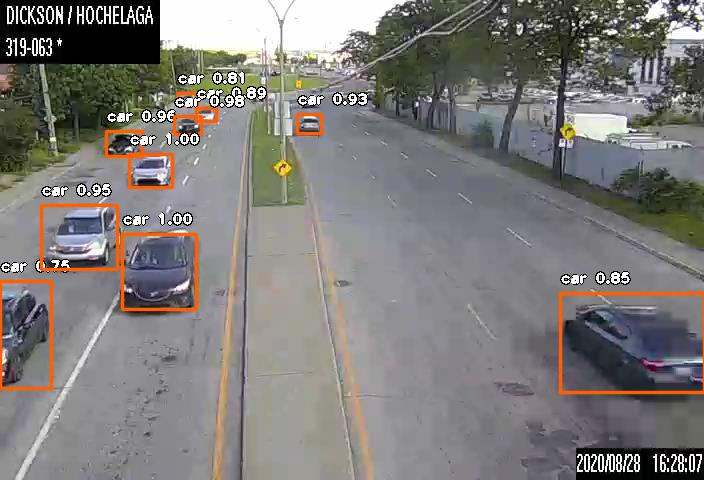 DICKSON / HOCHELAGA
319-063 *
car 0.81
car 0.89
car 0.98
car 0.93
car 0.96
car 1.00
car 0.95
car 1.00
car 0.75
car 0.85
2020/08/28 16:28:07